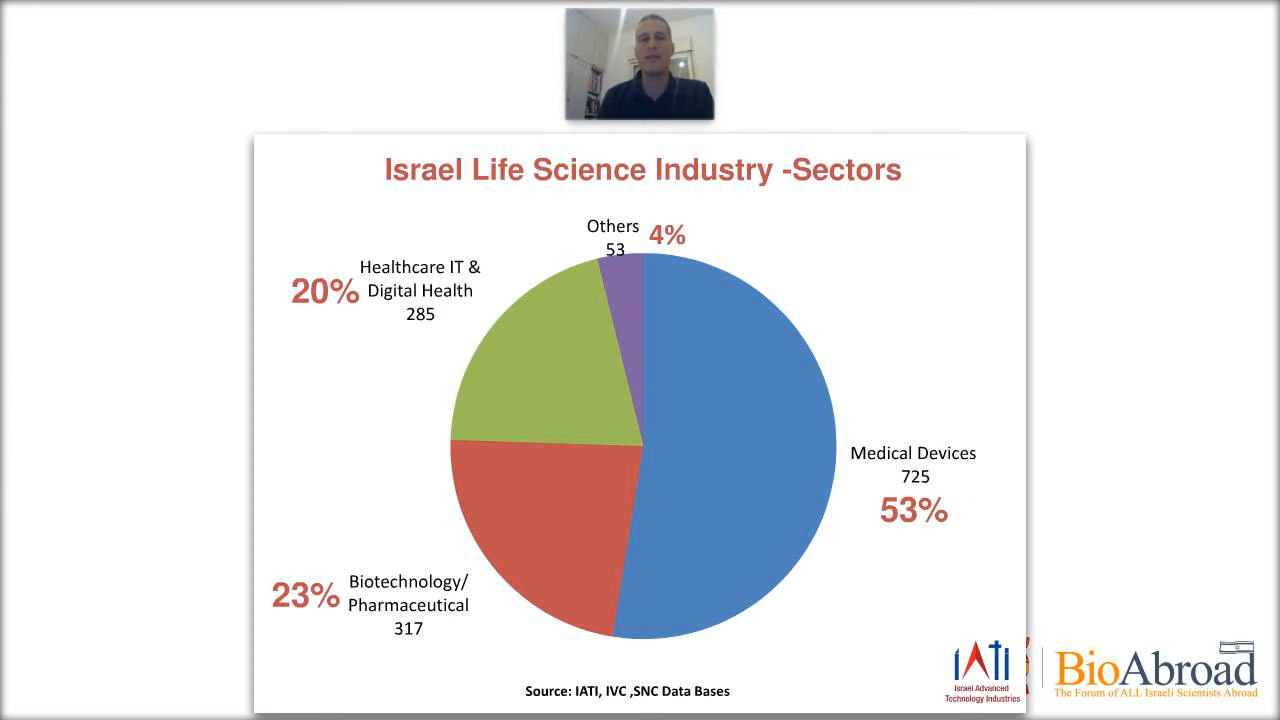 Israel Life Science Industry -Sectors
Others
53
4%
Healthcare IT &
20%
Digital Health
285
Medical Devices
725
53%
Biotechnology/
23%
Pharmaceutical
317
Source: IATI, IVC ,SNC Data Bases
IATI
Israel Advanced
Technology Industries
BioAbroad
The Forum of ALL Israeli Scientists Abroad